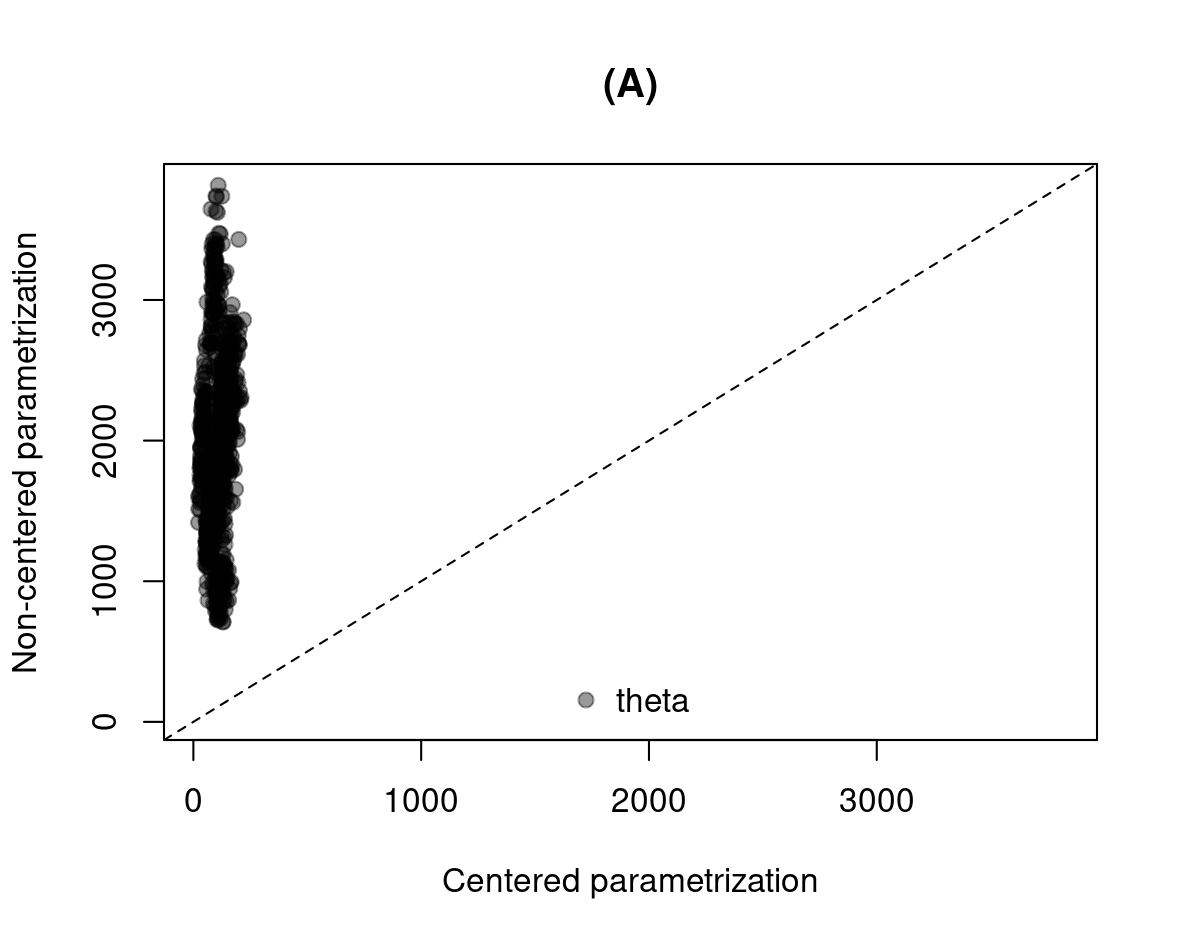 (A)
Non-centered parametrization
3000
2000
1000
0
theta
0 1000 2000 3000
Centered parametrization